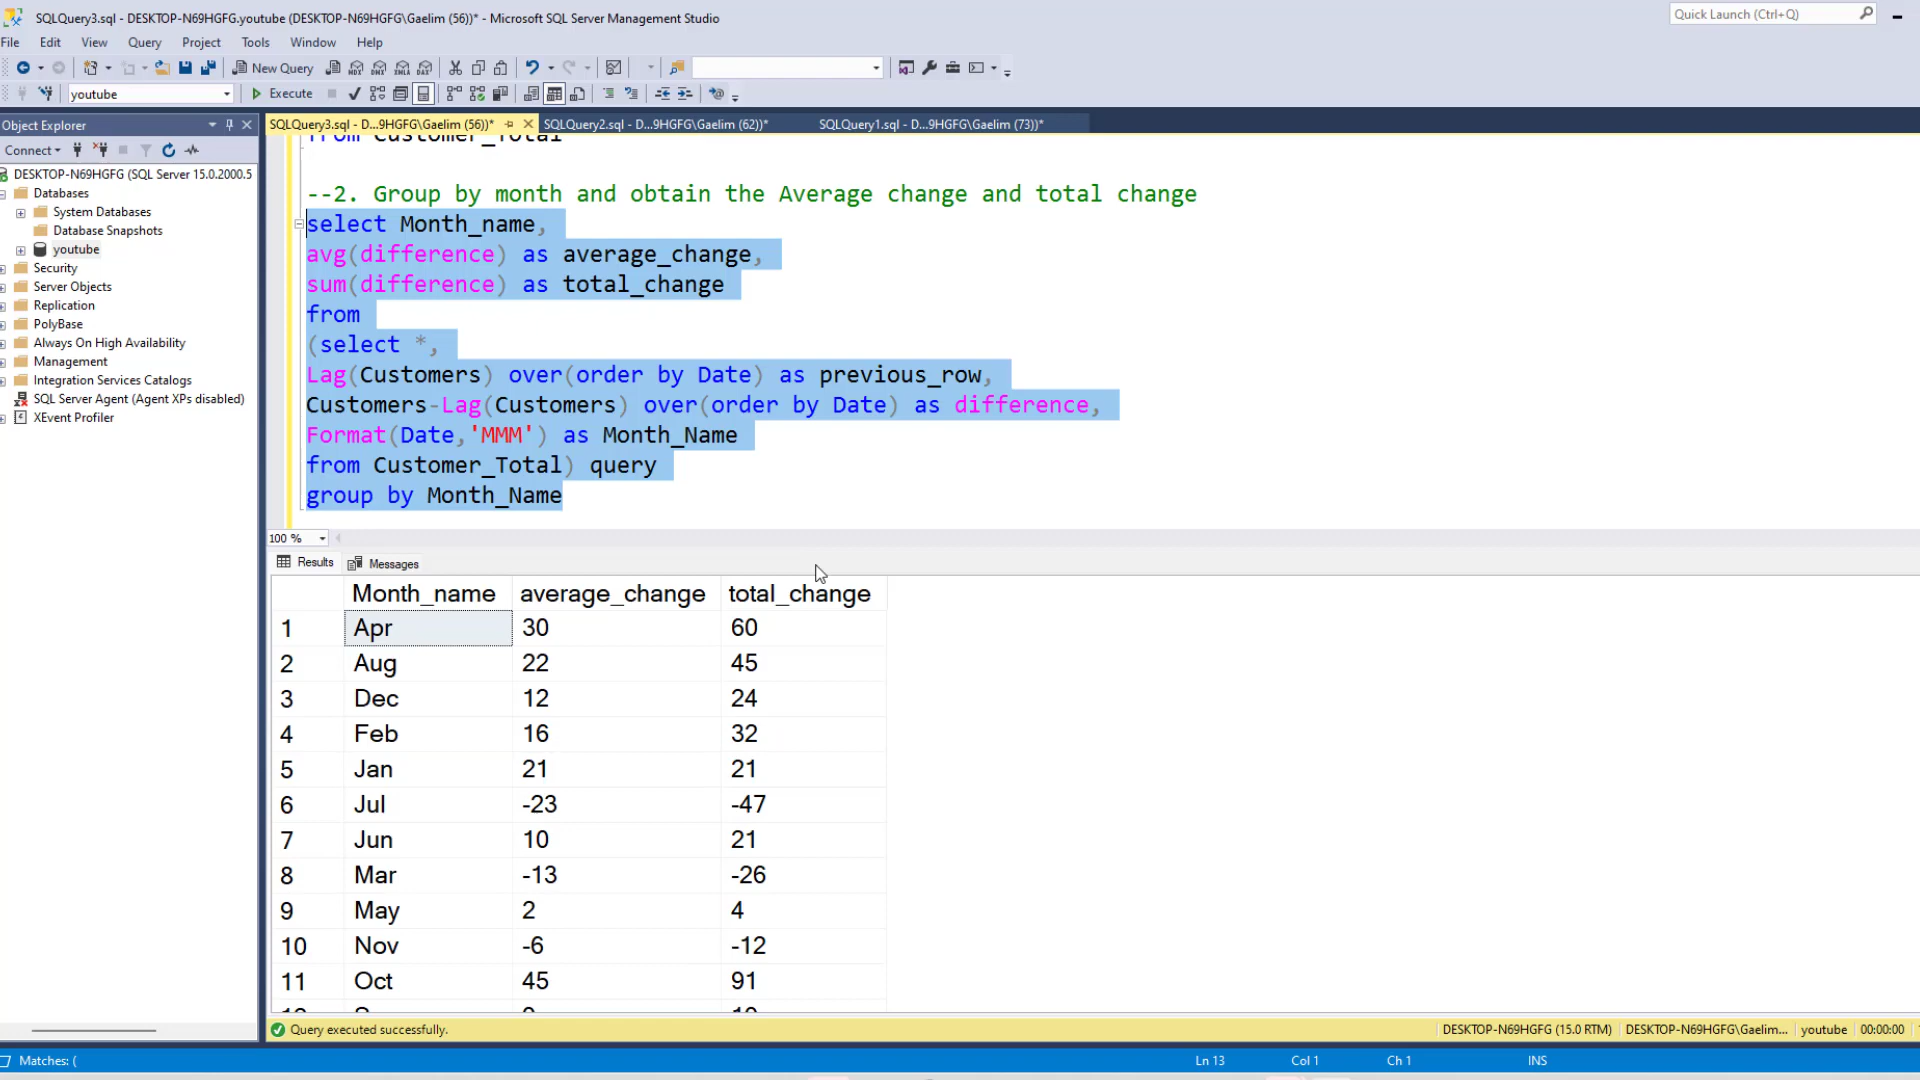 SQLQuery3.sql - DESKTOP-N69HGFG.youtube (DESKTOP-N69HGFG\Gaelim (56))* - Microsoft SQL Server Management Studio
Quick Launch (Ctrl+Q)
File Edit View Query Project Tools Window Help
New Query
youtube
Execute
Object Explorer
SQLQuery3.sql - D...9HGFG\Gaelim (56))*
SQLQuery2.sql - D...9HGFG\Gaelim (62))*
SQLQuery1.sql - D...9HGFG\Gaelim (73))*
Connect
DESKTOP-N69HGFG (SQL Server 15.0.2000.5
Databases
System Databases
Database Snapshots
youtube
Security
Server Objects
Replication
PolyBase
Always On High Availability
Management
Integration Services Catalogs
SQL Server Agent (Agent XPs disabled)
XEvent Profiler
from Customer_Total
--2. Group by month and obtain the Average change and total change
select Month_name,
avg(difference) as average_change,
sum(difference) as total_change
from
(select *,
Lag(Customers) over(order by Date) as previous_row,
Customers-Lag(Customers) over(order by Date) as difference,
Format(Date,'MMM') as Month_Name
from Customer_Total) query
group by Month_Name
100 %
Results Messages
Month_name average_change total_change
1 Apr 30 60
2 Aug 22 45
3 Dec 12 24
4 Feb 16 32
5 Jan 21 21
6 Jul -23 -47
7 Jun 10 21
8 Mar -13 -26
9 May 2 4
10 Nov -6 -12
11 Oct 45 91
Query executed successfully.
DESKTOP-N69HGFG (15.0 RTM) DESKTOP-N69HGFG\Gaelim... youtube 00:00:00
Matches: (
Ln 13 Col 1 Ch 1 INS